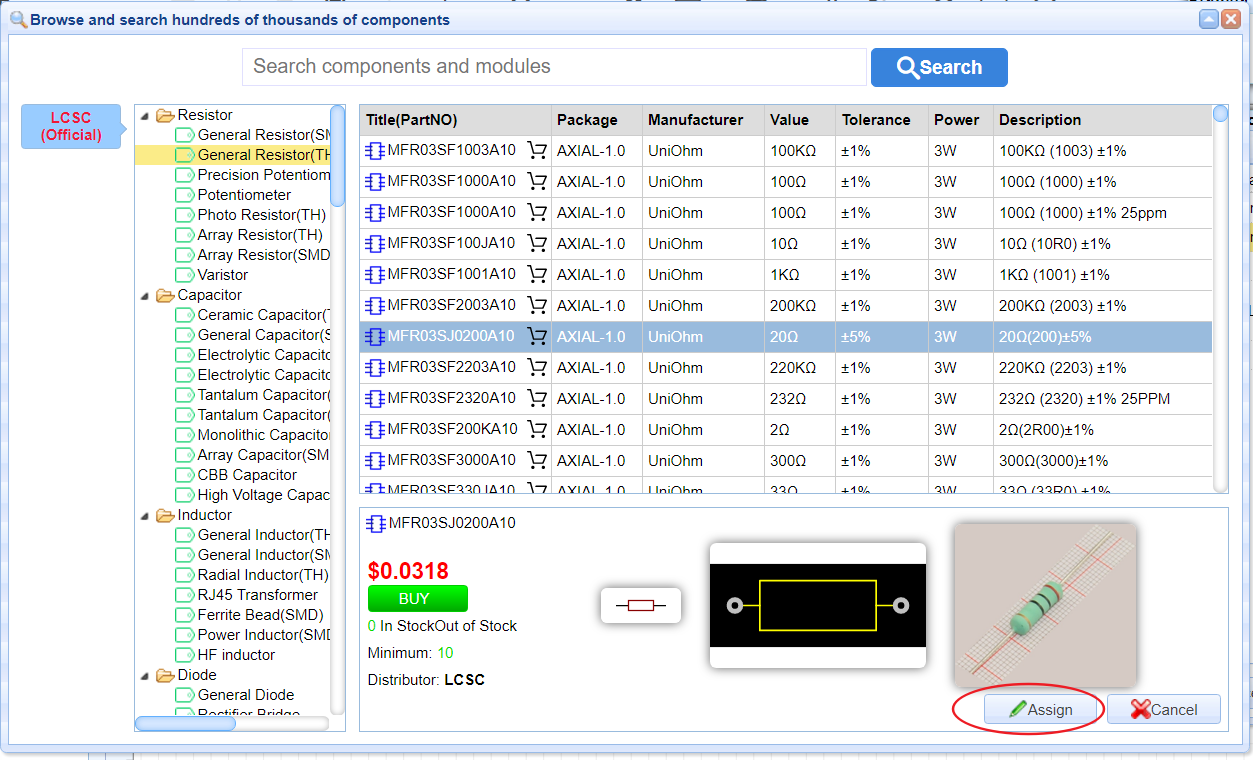 Browse and search hundreds of thousands of components
Search components and modules
Search
LCSC
(Official)
Resistor
General Resistor(SM
General Resistor(TH
Precision Potentiom
Potentiometer
Photo Resistor(TH)
Array Resistor(TH)
Array Resistor(SMD
Varistor
Capacitor
Ceramic Capacitor(T
General Capacitor(S
Electrolytic Capacito
Electrolytic Capacito
Tantalum Capacitor(
Tantalum Capacitor(
Monolithic Capacitor
Array Capacitor(SM
CBB Capacitor
High Voltage Capac
Inductor
General Inductor(TH
General Inductor(SM
Radial Inductor(TH)
RJ45 Transformer
Ferrite Bead(SMD)
Power Inductor(SMD
HF inductor
Diode
General Diode
Rectifier Bridge
Title(PartNO) Package Manufacturer Value Tolerance Power Description
MFR03SF1003A10 AXIAL-1.0 UniOhm 100KΩ ±1% 3W 100KΩ (1003) ±1%
MFR03SF1000A10 AXIAL-1.0 UniOhm 100Ω ±1% 3W 100Ω (1000) ±1%
MFR03SF1000A10 AXIAL-1.0 UniOhm 100Ω ±1% 3W 100Ω (1000) ±1% 25ppm
MFR03SF100JA10 AXIAL-1.0 UniOhm 10Ω ±1% 3W 10Ω (10R0) ±1%
MFR03SF1001A10 AXIAL-1.0 UniOhm 1KΩ ±1% 3W 1KΩ (1001) ±1%
MFR03SF2003A10 AXIAL-1.0 UniOhm 200KΩ ±1% 3W 200KΩ (2003) ±1%
MFR03SJ0200A10 AXIAL-1.0 UniOhm 20Ω ±5% 3W 20Ω(200)±5%
MFR03SF2203A10 AXIAL-1.0 UniOhm 220KΩ ±1% 3W 220KΩ (2203) ±1%
MFR03SF2320A10 AXIAL-1.0 UniOhm 232Ω ±1% 3W 232Ω (2320) ±1% 25PPM
MFR03SF200KA10 AXIAL-1.0 UniOhm 2Ω ±1% 3W 2Ω(2R00)±1%
MFR03SF3000A10 AXIAL-1.0 UniOhm 300Ω ±1% 3W 300Ω(3000)±1%
MFR03SF330JA10 AXIAL-1.0 UniOhm 33Ω ±1% 3W 33Ω (33R0) ±1%
MFR03SJ0200A10
$0.0318
BUY
0 In StockOut of Stock
Minimum: 10
Distributor: LCSC
Assign
Cancel